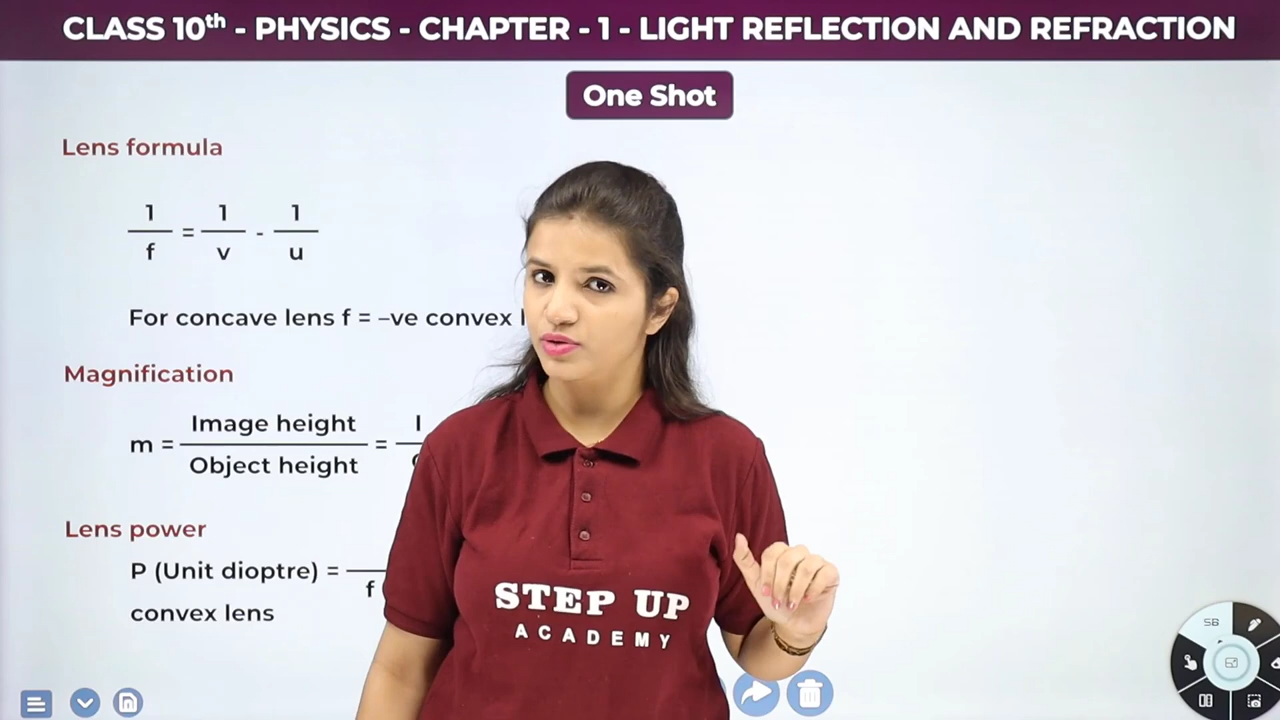 CLASS 10th - PHYSICS - CHAPTER - 1 - LIGHT REFLECTION AND REFRACTION
One Shot
Lens formula
1/f = 1/v - 1/u
For concave lens f = –ve convex
Magnification
m = Image height / Object height = I
Lens power
P (Unit dioptre) = / f
convex lens
STEP UP
ACADEMY
SB